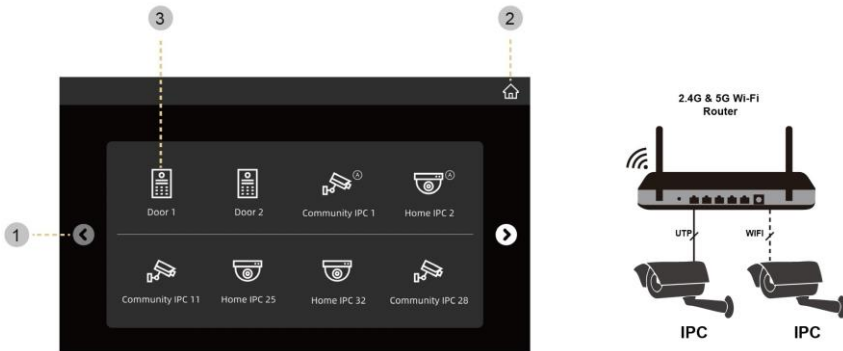 3
2
1
Door 1
Door 2
Community IPC 1
A
Home IPC 2
A
Community IPC 11
Home IPC 25
Home IPC 32
Community IPC 28
2.4G & 5G Wi-Fi
Router
UTP
WIFI
IPC
IPC